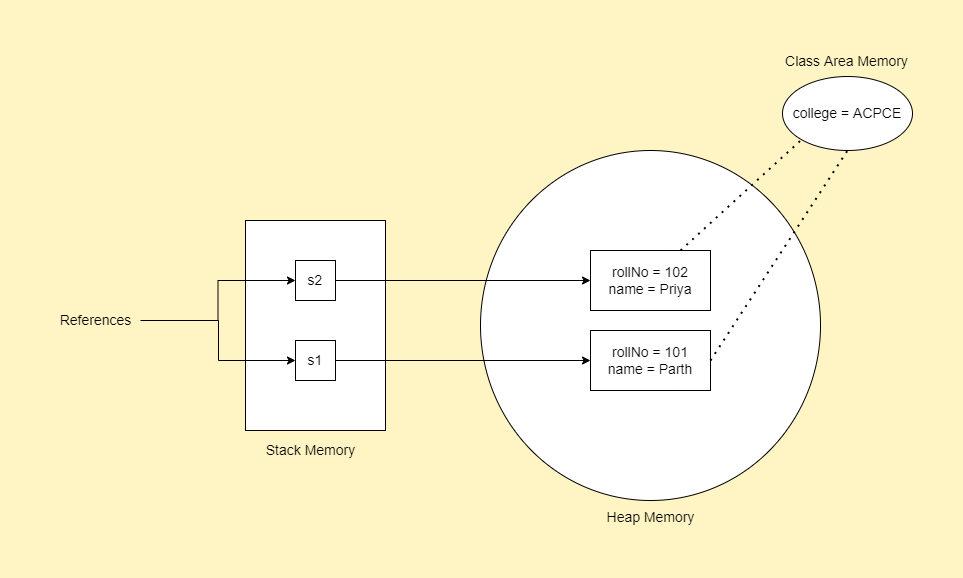 Class Area Memory
college = ACPCE
References
s2
s1
Stack Memory
rollNo = 102
name = Priya
rollNo = 101
name = Parth
Heap Memory